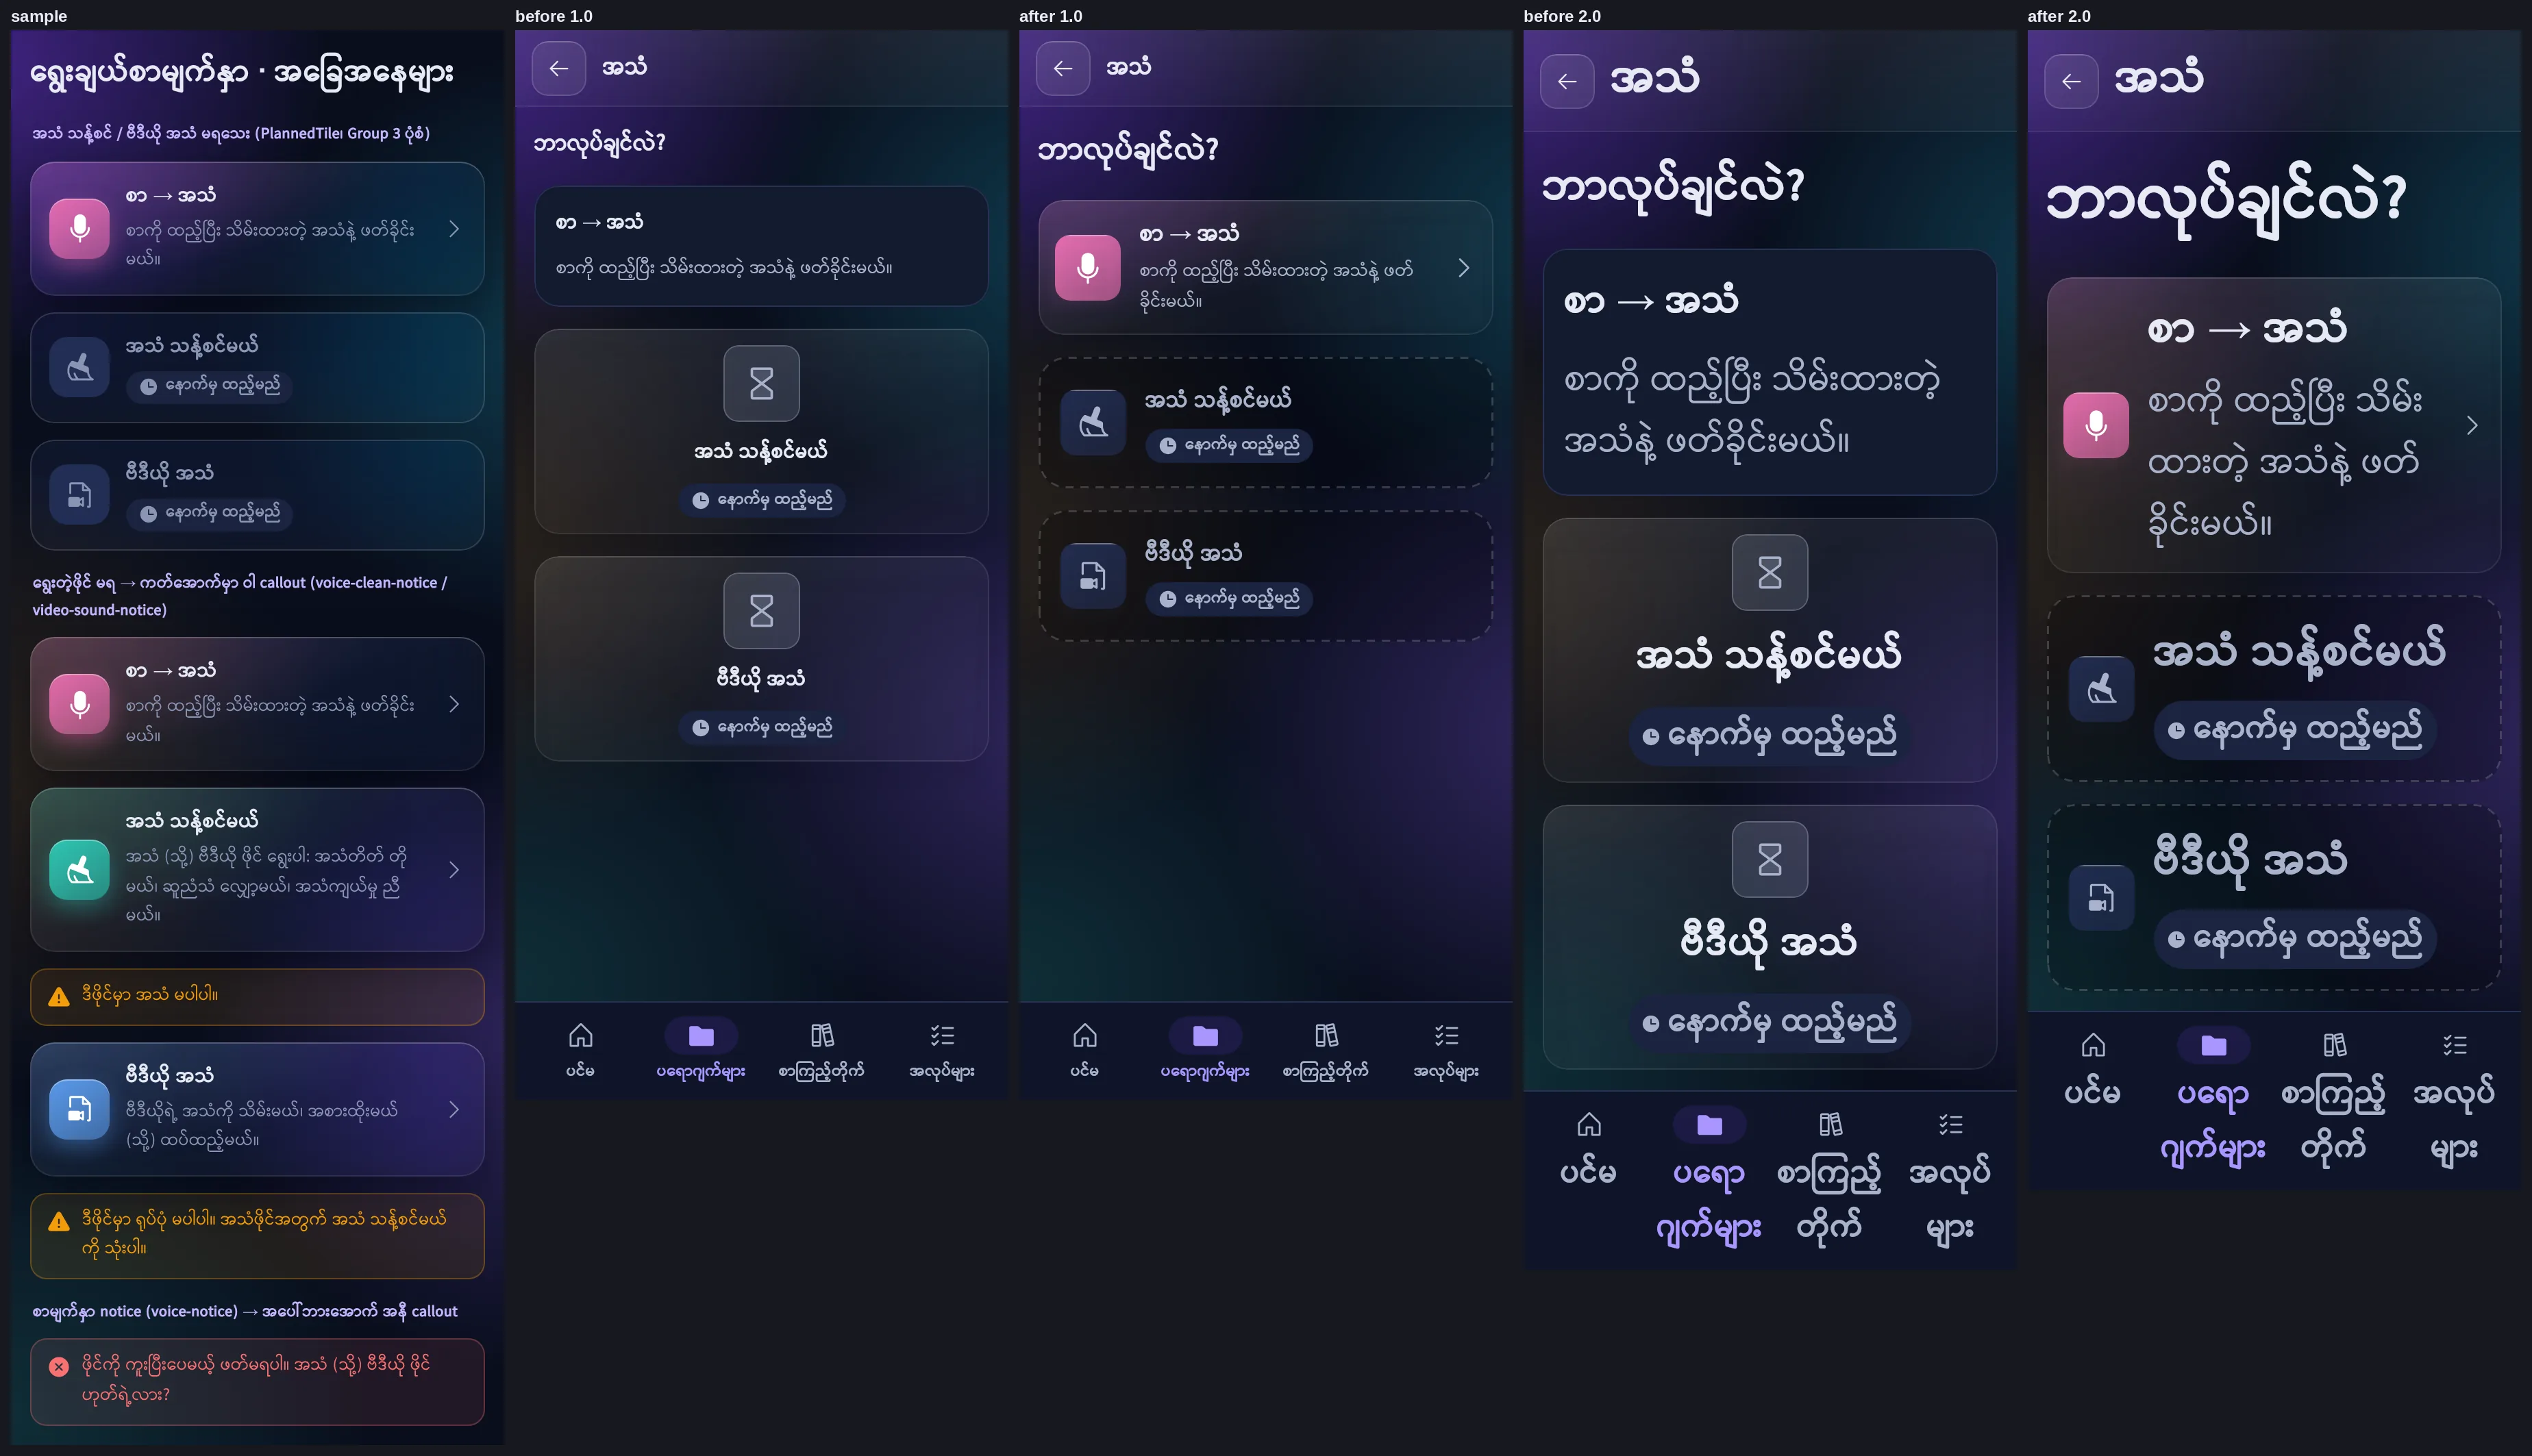 sample
ရွေးချယ်စာမျက်နှာ · အခြေအနေများ
အသံ သန့်စင် / ဗီဒီယို အသံ မရသေး (PlannedTile၊ Group 3 ပုံစံ)
စာ → အသံ
စာကို ထည့်ပြီး သိမ်းထားတဲ့ အသံနဲ့ ဖတ်ခိုင်း
မယ်။
အသံ သန့်စင်မယ်
နောက်မှ ထည့်မည်
ဗီဒီယို အသံ
နောက်မှ ထည့်မည်
ရွေးတဲ့ဖိုင် မရ → ကတ်အောက်မှာ ဝါ callout (voice-clean-notice /
video-sound-notice)
စာ → အသံ
စာကို ထည့်ပြီး သိမ်းထားတဲ့ အသံနဲ့ ဖတ်ခိုင်း
မယ်။
အသံ သန့်စင်မယ်
အသံ (သို့) ဗီဒီယို ဖိုင် ရွေးပါ: အသံတိတ် တို
မယ်၊ ဆူညံသံ လျှော့မယ်၊ အသံကျယ်မှု ညှိ
မယ်။
ဒီဖိုင်မှာ အသံ မပါပါ။
ဗီဒီယို အသံ
ဗီဒီယိုရဲ့ အသံကို သိမ်းမယ်၊ အစားထိုးမယ်
(သို့) ထပ်ထည့်မယ်။
ဒီဖိုင်မှာ ရုပ်ပုံ မပါပါ။ အသံဖိုင်အတွက် အသံ သန့်စင်မယ်
ကို သုံးပါ။
စာမျက်နှာ notice (voice-notice) → အပေါ်ဘားအောက် အနီ callout
ဖိုင်ကို ကူးပြီးပေမယ့် ဖတ်မရပါ။ အသံ (သို့) ဗီဒီယို ဖိုင်
ဟုတ်ရဲ့လား?
before 1.0
အသံ
ဘာလုပ်ချင်လဲ?
စာ → အသံ
စာကို ထည့်ပြီး သိမ်းထားတဲ့ အသံနဲ့ ဖတ်ခိုင်းမယ်။
အသံ သန့်စင်မယ်
နောက်မှ ထည့်မည်
ဗီဒီယို အသံ
နောက်မှ ထည့်မည်
ပင်မ
ပရောဂျက်များ
စာကြည့်တိုက်
အလုပ်များ
after 1.0
အသံ
ဘာလုပ်ချင်လဲ?
စာ → အသံ
စာကို ထည့်ပြီး သိမ်းထားတဲ့ အသံနဲ့ ဖတ်
ခိုင်းမယ်။
အသံ သန့်စင်မယ်
နောက်မှ ထည့်မည်
ဗီဒီယို အသံ
နောက်မှ ထည့်မည်
ပင်မ
ပရောဂျက်များ
စာကြည့်တိုက်
အလုပ်များ
before 2.0
အသံ
ဘာလုပ်ချင်လဲ?
စာ → အသံ
စာကို ထည့်ပြီး သိမ်းထားတဲ့
အသံနဲ့ ဖတ်ခိုင်းမယ်။
အသံ သန့်စင်မယ်
နောက်မှ ထည့်မည်
ဗီဒီယို အသံ
နောက်မှ ထည့်မည်
ပင်မ
ပရော
ဂျက်များ
စာကြည့်
တိုက်
အလုပ်
များ
after 2.0
အသံ
ဘာလုပ်ချင်လဲ?
စာ → အသံ
စာကို ထည့်ပြီး သိမ်း
ထားတဲ့ အသံနဲ့ ဖတ်
ခိုင်းမယ်။
အသံ သန့်စင်မယ်
နောက်မှ ထည့်မည်
ဗီဒီယို အသံ
နောက်မှ ထည့်မည်
ပင်မ
ပရော
ဂျက်များ
စာကြည့်
တိုက်
အလုပ်
များ